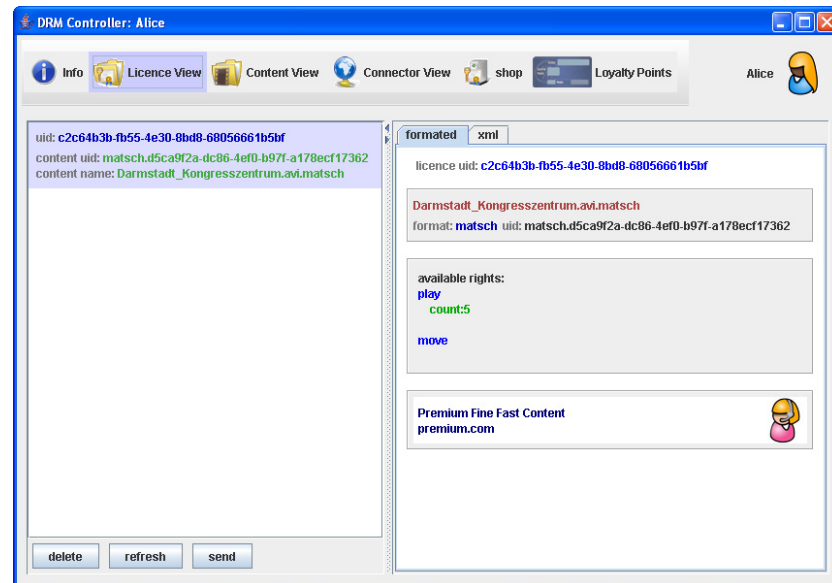 DRM Controller: Alice
Info Licence View Content View Connector View shop Loyalty Points Alice
uid: c2c64b3b-fb55-4e30-8bd8-68056661b5bf
content uid: matsch.d5ca9f2a-dc86-4ef0-b97f-a178ecf17362
content name: Darmstadt_Kongresszentrum.avi.matsch
delete refresh send
formated xml
licence uid: c2c64b3b-fb55-4e30-8bd8-68056661b5bf
Darmstadt_Kongresszentrum.avi.matsch
format: matsch uid: matsch.d5ca9f2a-dc86-4ef0-b97f-a178ecf17362
available rights:
play
count:5
move
Premium Fine Fast Content
premium.com